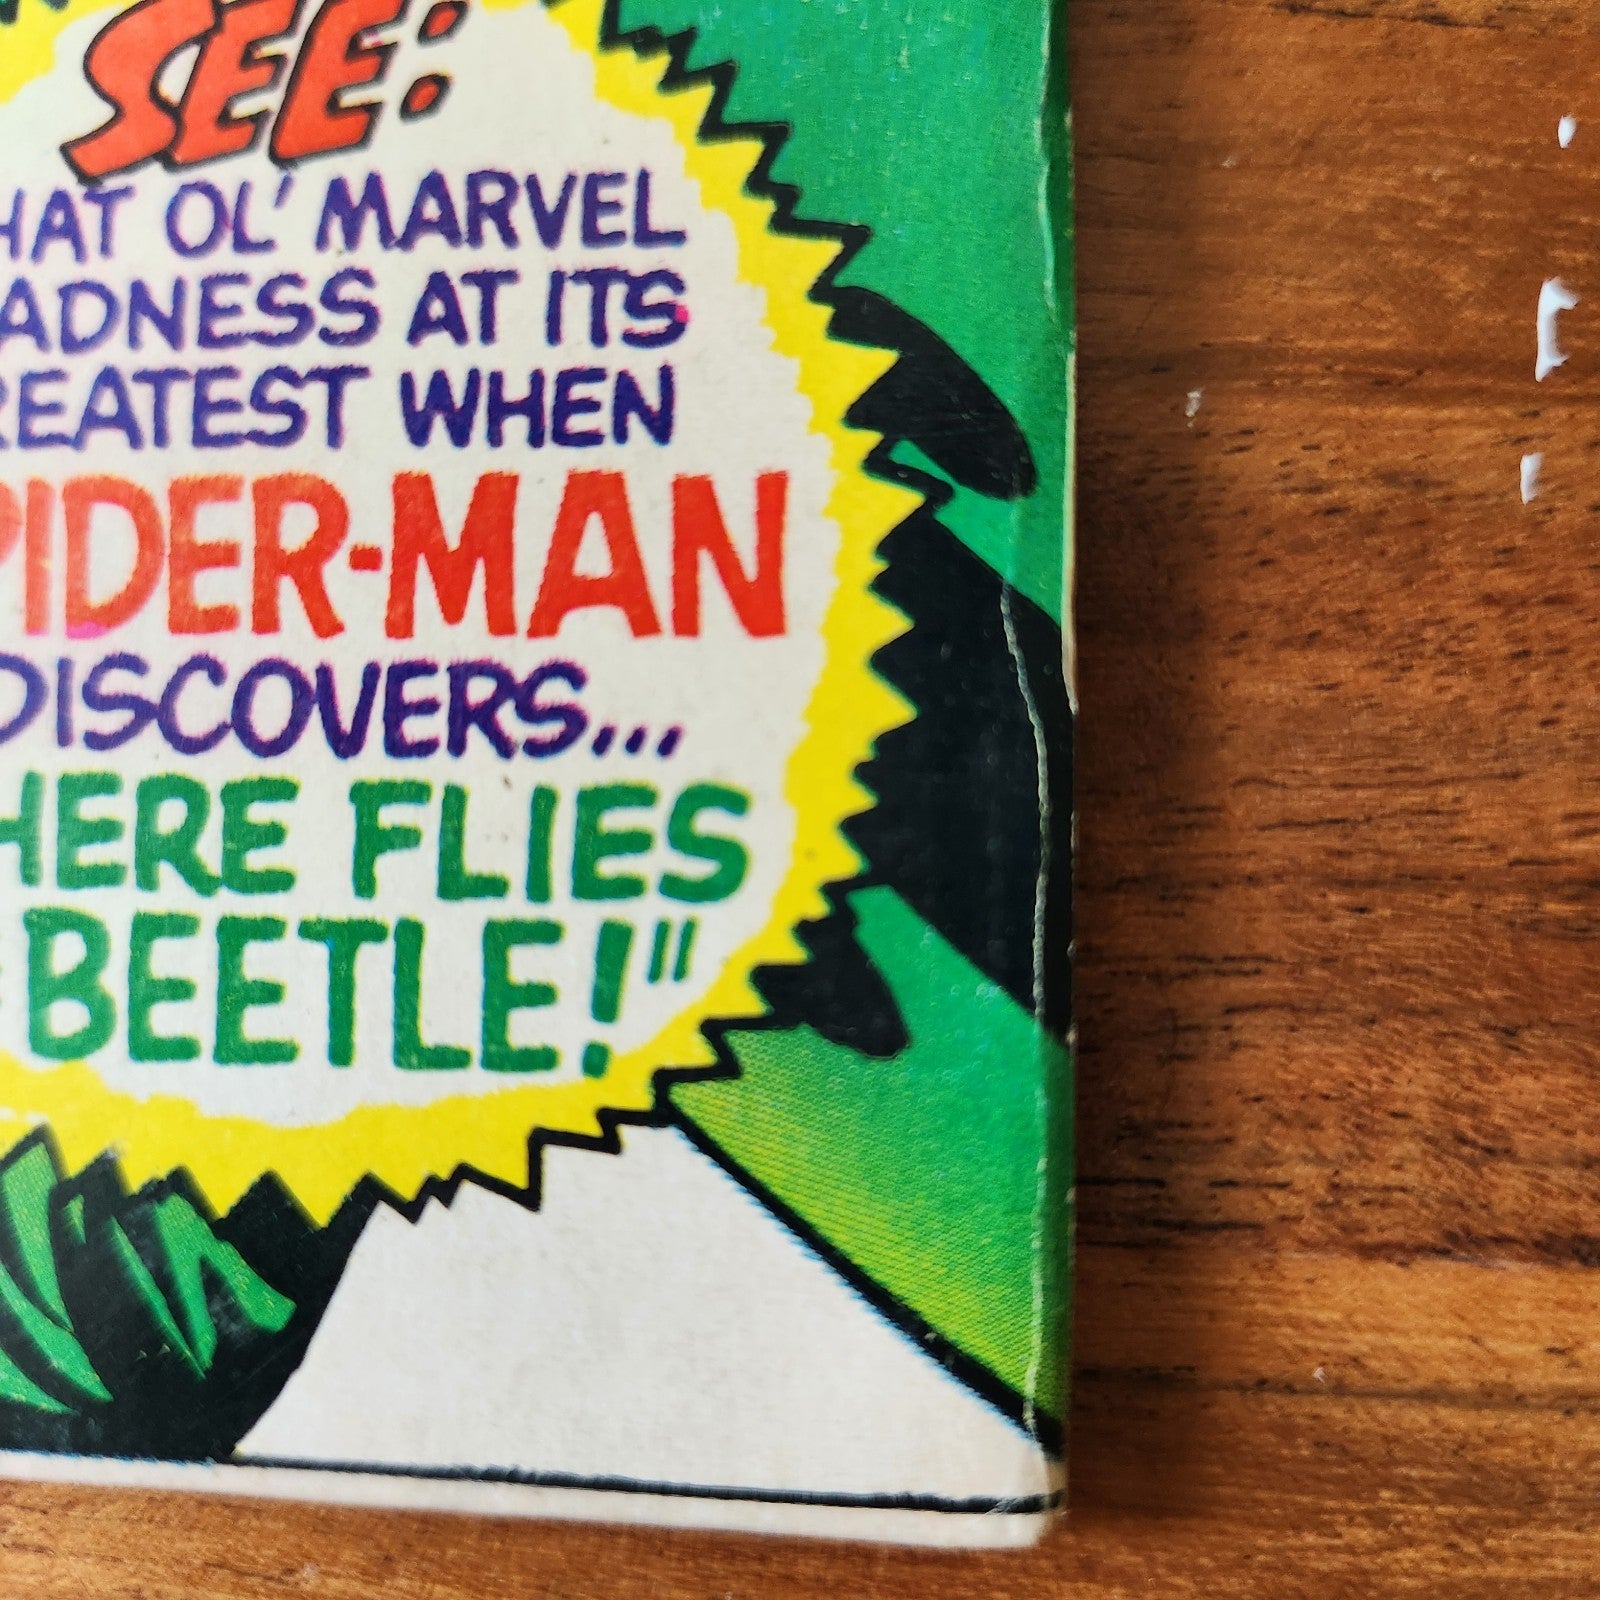 SEE:
HAT OL' MARVEL
ADNESS AT ITS
REATEST WHEN
PIDER-MAN
DISCOVERS...
HERE FLIES
BEETLE!"